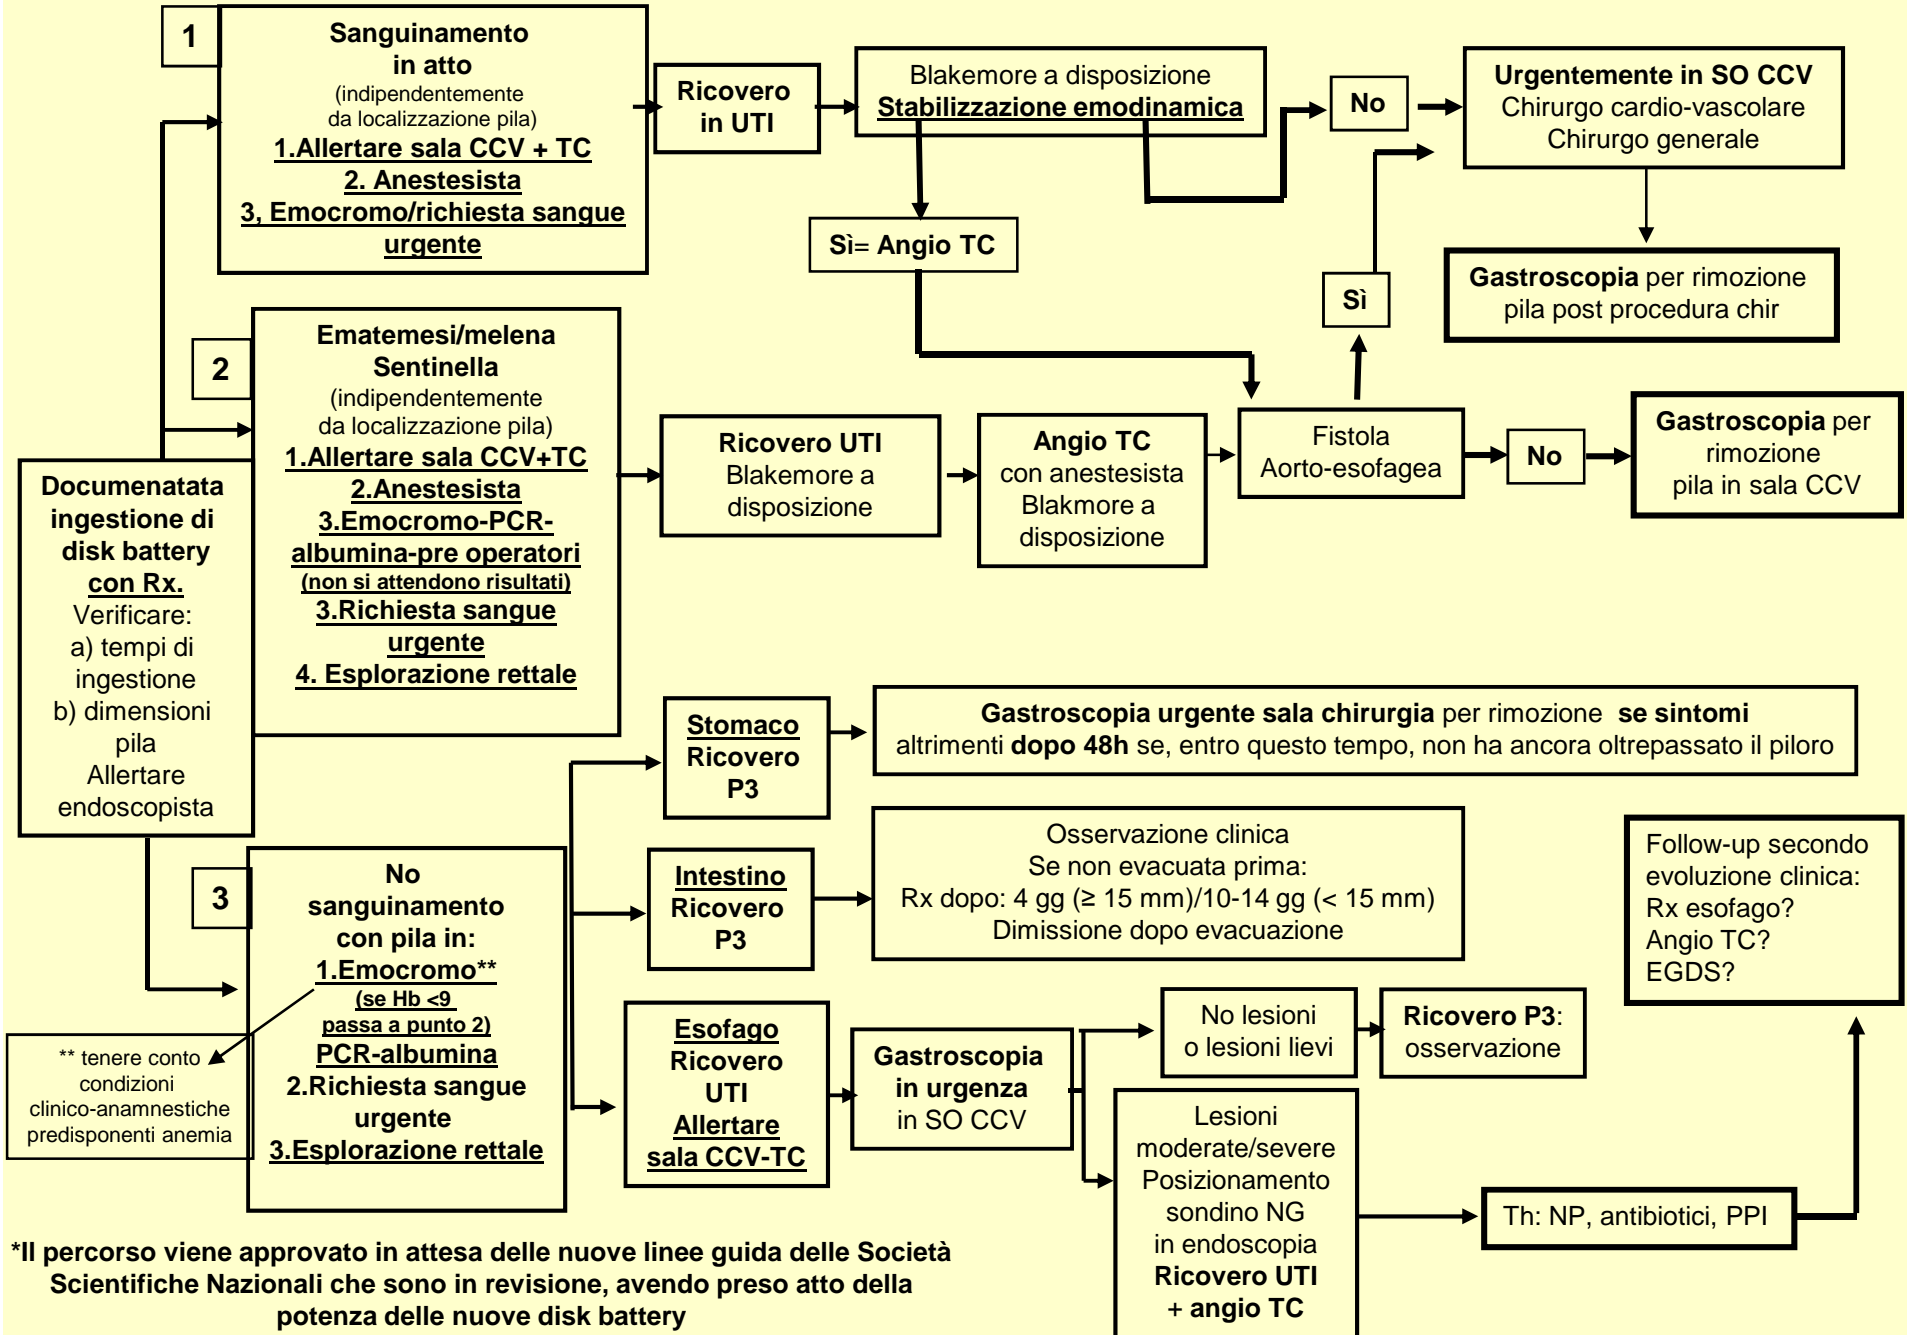 1
Sanguinamento
in atto
(indipendentemente
da localizzazione pila)
1.Allertare sala CCV + TC
2. Anestesista
3, Emocromo/richiesta sangue
urgente
Ricovero
in UTI
Blakemore a disposizione
Stabilizzazione emodinamica
No
Urgentemente in SO CCV
Chirurgo cardio-vascolare
Chirurgo generale
Sì= Angio TC
Sì
Gastroscopia per rimozione
pila post procedura chir
2
Ematemesi/melena
Sentinella
(indipendentemente
da localizzazione pila)
1.Allertare sala CCV+TC
2.Anestesista
3.Emocromo-PCR-
albumina-pre operatori
(non si attendono risultati)
3.Richiesta sangue
urgente
4. Esplorazione rettale
Ricovero UTI
Blakemore a
disposizione
Angio TC
con anestesista
Blakmore a
disposizione
Fistola
Aorto-esofagea
No
Gastroscopia per
rimozione
pila in sala CCV
Documenatata
ingestione di
disk battery
con Rx.
Verificare:
a) tempi di
ingestione
b) dimensioni
pila
Allertare
endoscopista
3
No
sanguinamento
con pila in:
1.Emocromo**
(se Hb <9
passa a punto 2)
PCR-albumina
2.Richiesta sangue
urgente
3.Esplorazione rettale
** tenere conto
condizioni
clinico-anamnestiche
predisponenti anemia
Stomaco
Ricovero
P3
Gastroscopia urgente sala chirurgia per rimozione se sintomi
altrimenti dopo 48h se, entro questo tempo, non ha ancora oltrepassato il piloro
Intestino
Ricovero
P3
Osservazione clinica
Se non evacuata prima:
Rx dopo: 4 gg (≥ 15 mm)/10-14 gg (< 15 mm)
Dimissione dopo evacuazione
Esofago
Ricovero
UTI
Allertare
sala CCV-TC
Gastroscopia
in urgenza
in SO CCV
No lesioni
o lesioni lievi
Ricovero P3:
osservazione
Lesioni
moderate/severe
Posizionamento
sondino NG
in endoscopia
Ricovero UTI
+ angio TC
Th: NP, antibiotici, PPI
Follow-up secondo
evoluzione clinica:
Rx esofago?
Angio TC?
EGDS?
*Il percorso viene approvato in attesa delle nuove linee guida delle Società
Scientifiche Nazionali che sono in revisione, avendo preso atto della
potenza delle nuove disk battery